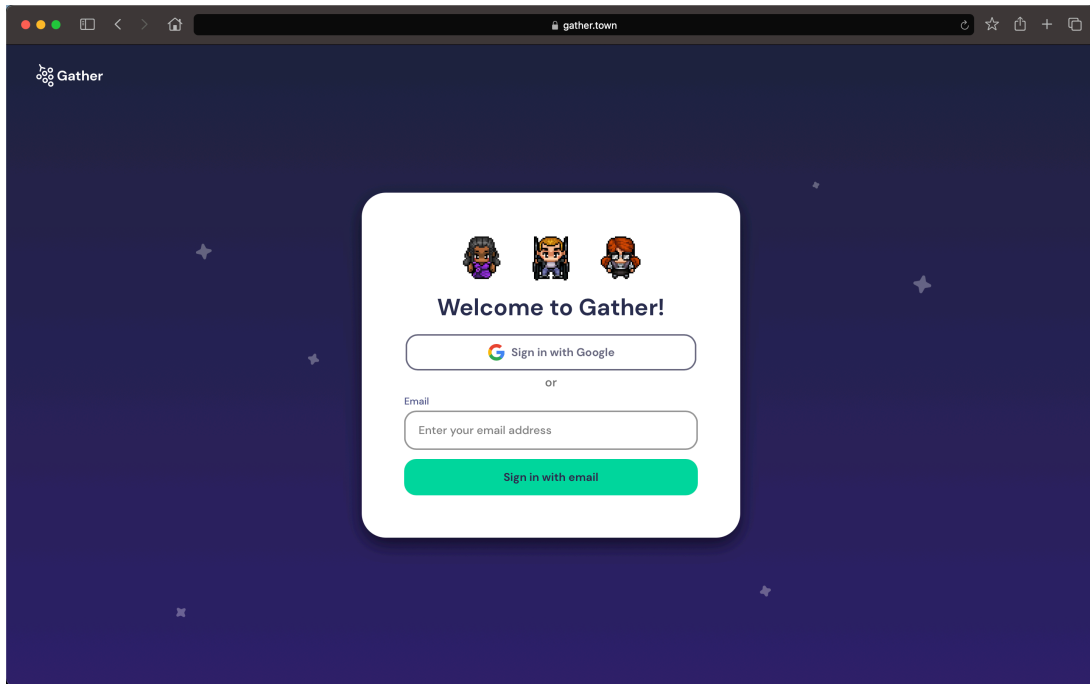 gather.town
Gather
Welcome to Gather!
Sign in with Google
or
Email
Enter your email address
Sign in with email